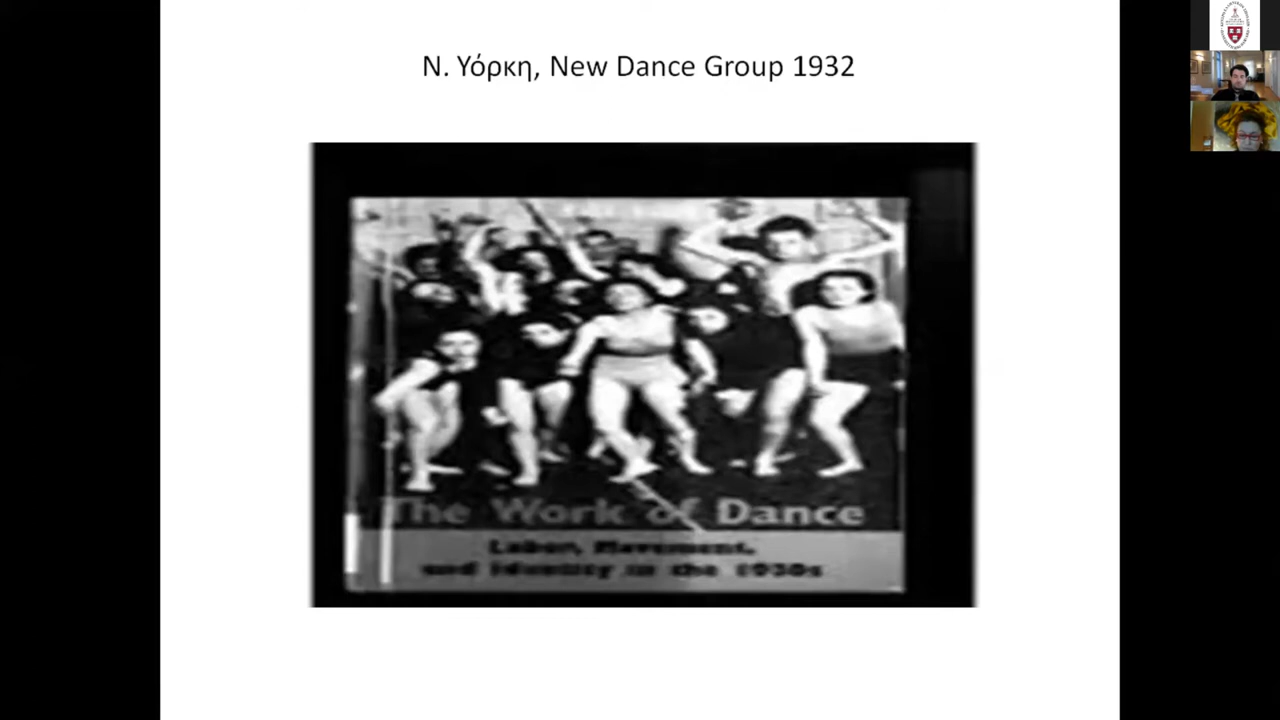 Ν. Υόρκη, New Dance Group 1932
The Work of Dance
Labor, Movement,
and Identity in the 1930s